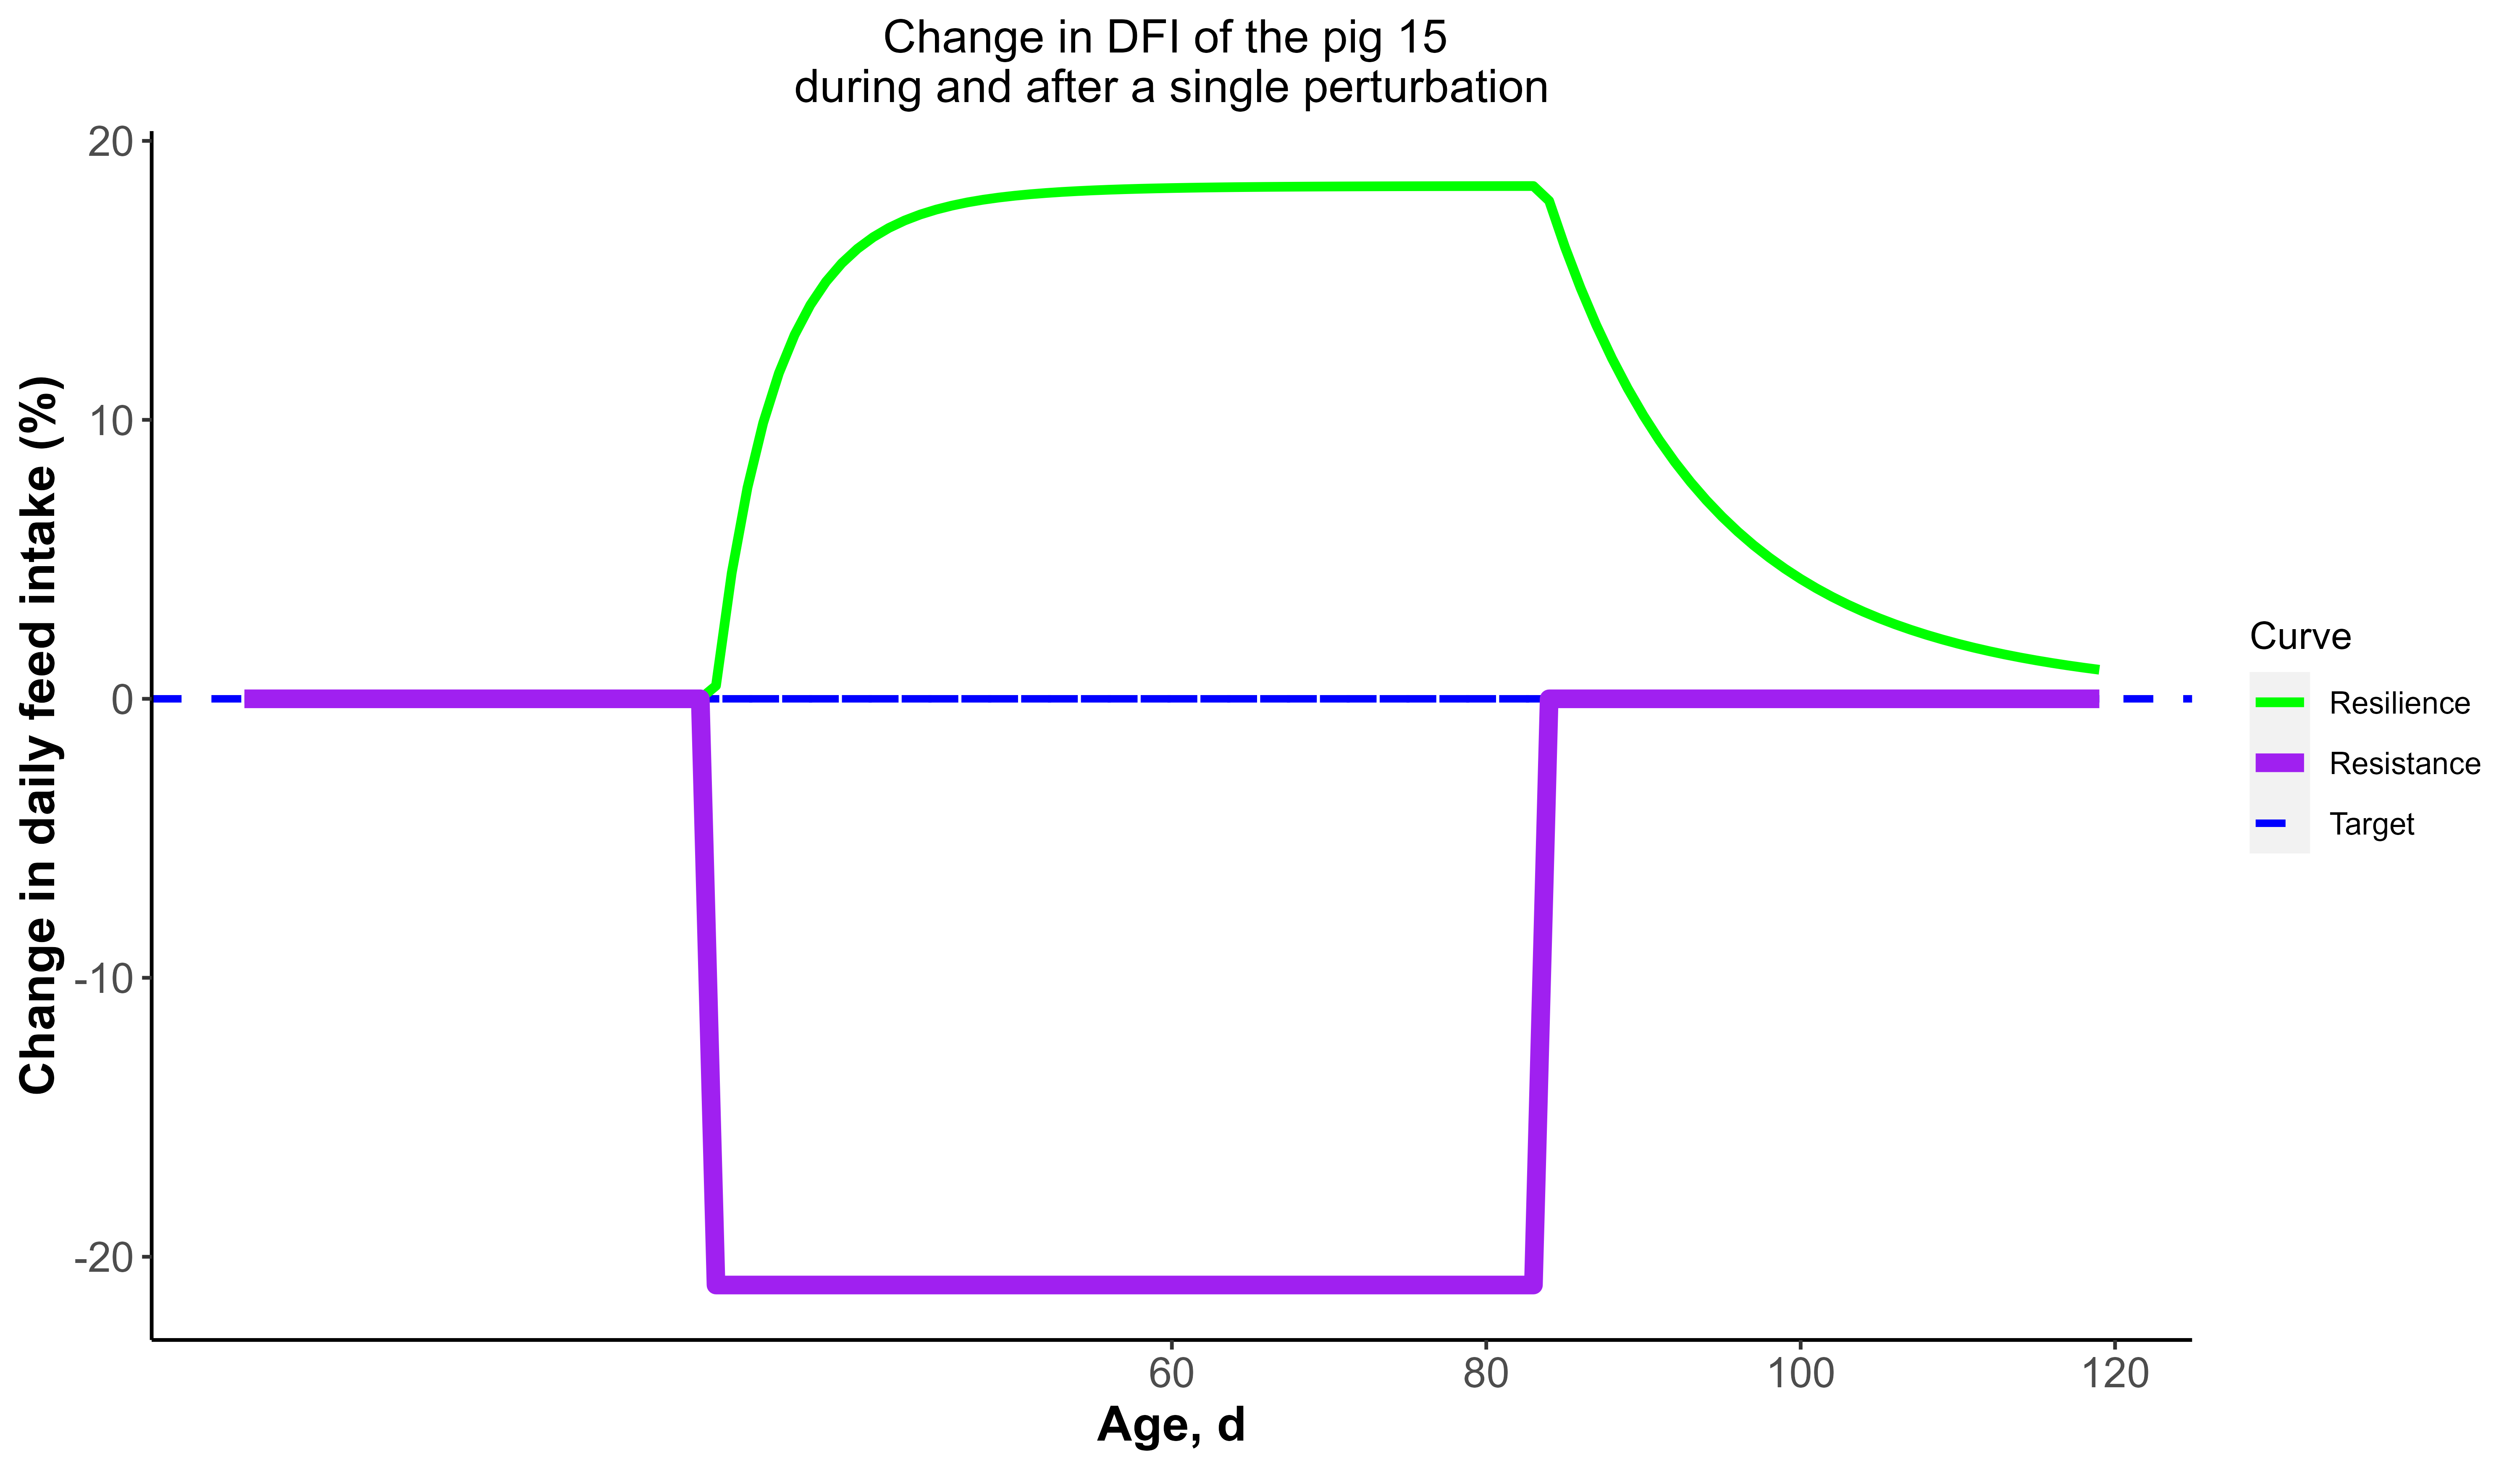 Change in DFI of the pig 15
during and after a single perturbation
Change in daily feed intake (%)
20
10
0
-10
-20
60
80
100
120
Age, d
Curve
Resilience
Resistance
Target